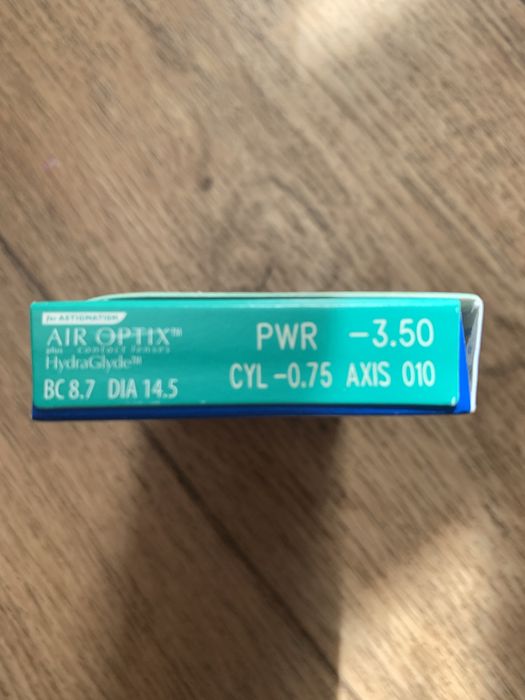 for ASTIGMATISM
AIR OPTIX™
plus contact lenses
HydraGlyde™
BC 8.7 DIA 14.5
PWR -3.50
CYL -0.75 AXIS 010